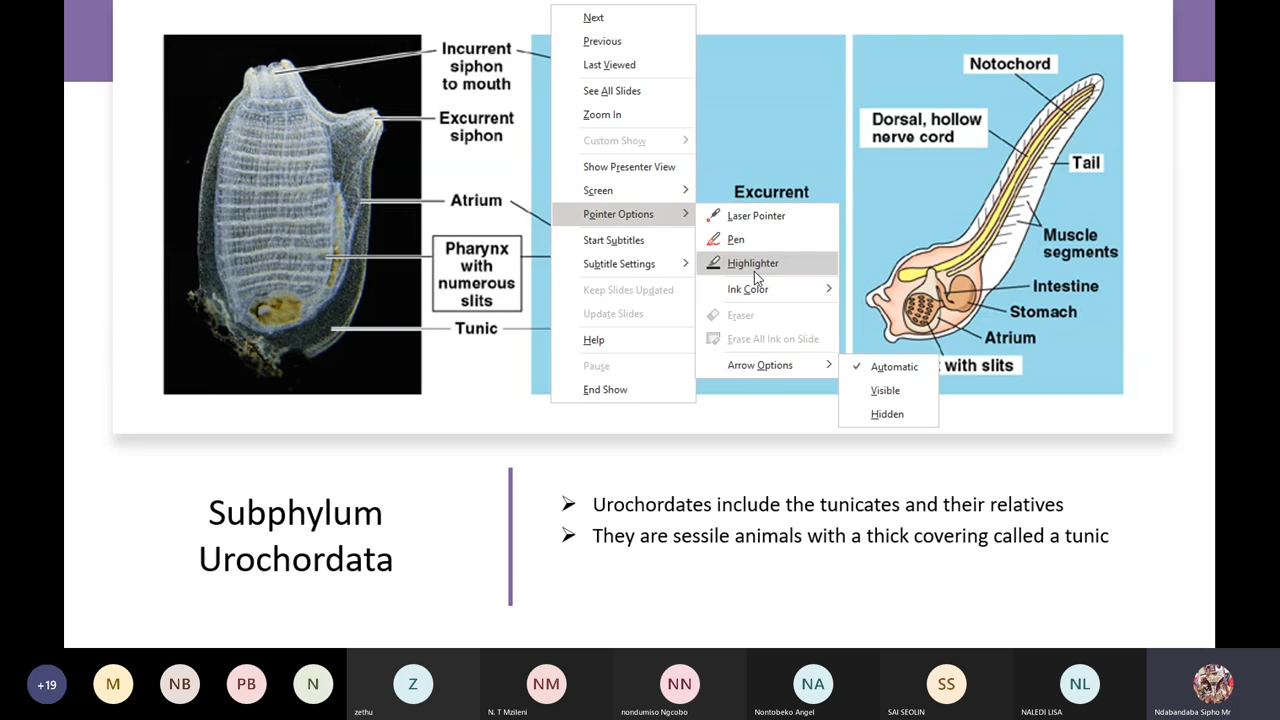 Incurrent
siphon
to mouth
Excurrent
siphon
Atrium
Pharynx
with
numerous
slits
Tunic
Next
Previous
Last Viewed
See All Slides
Zoom In
Custom Show
Show Presenter View
Screen
Pointer Options
Start Subtitles
Subtitle Settings
Keep Slides Updated
Update Slides
Help
Pause
End Show
Excurrent
Laser Pointer
Pen
Highlighter
Ink Color
Eraser
Erase All Ink on Slide
Arrow Options
Automatic
Visible
Hidden
Notochord
Dorsal, hollow
nerve cord
Tail
Muscle
segments
Intestine
Stomach
Atrium
with slits
Subphylum
Urochordata
Urochordates include the tunicates and their relatives
They are sessile animals with a thick covering called a tunic
+19
M
NB
PB
N
Z
zethu
NM
N. T Mzileni
NN
nondumiso Ngcobo
NA
Nontobeko Angel
SS
SAI SEOLIN
NL
NALEDI LISA
Ndabandaba Sipho Mr